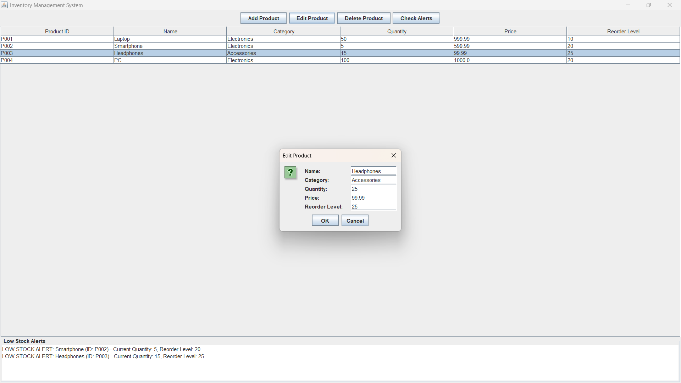 Inventory Management System
Add Product Edit Product Delete Product Check Alerts
Product ID Name Category Quantity Price Reorder Level
P001 Laptop Electronics 50 999.99 10
P002 Smartphone Electronics 5 599.99 20
P003 Headphones Accessories 15 99.99 25
P004 PC Electronics 100 1000.0 20
Edit Product
Name: Headphones
Category: Accessories
Quantity: 25
Price: 99.99
Reorder Level: 25
OK Cancel
Low Stock Alerts
LOW STOCK ALERT: Smartphone (ID: P002) - Current Quantity: 5, Reorder Level: 20
LOW STOCK ALERT: Headphones (ID: P003) - Current Quantity: 15, Reorder Level: 25